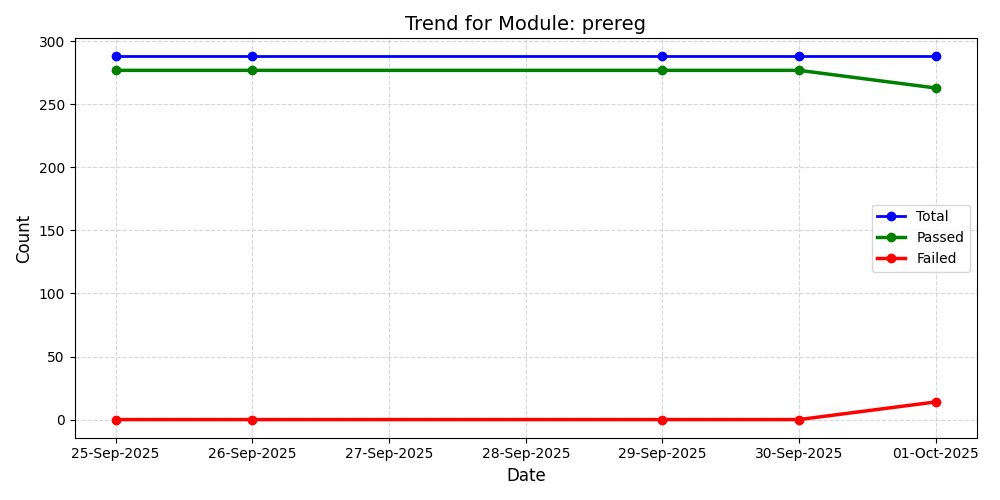 Trend for Module: prereg
300
250
200
150
100
50
0
Count
Total
Passed
Failed
25-Sep-2025
26-Sep-2025
27-Sep-2025
28-Sep-2025
29-Sep-2025
30-Sep-2025
01-Oct-2025
Date